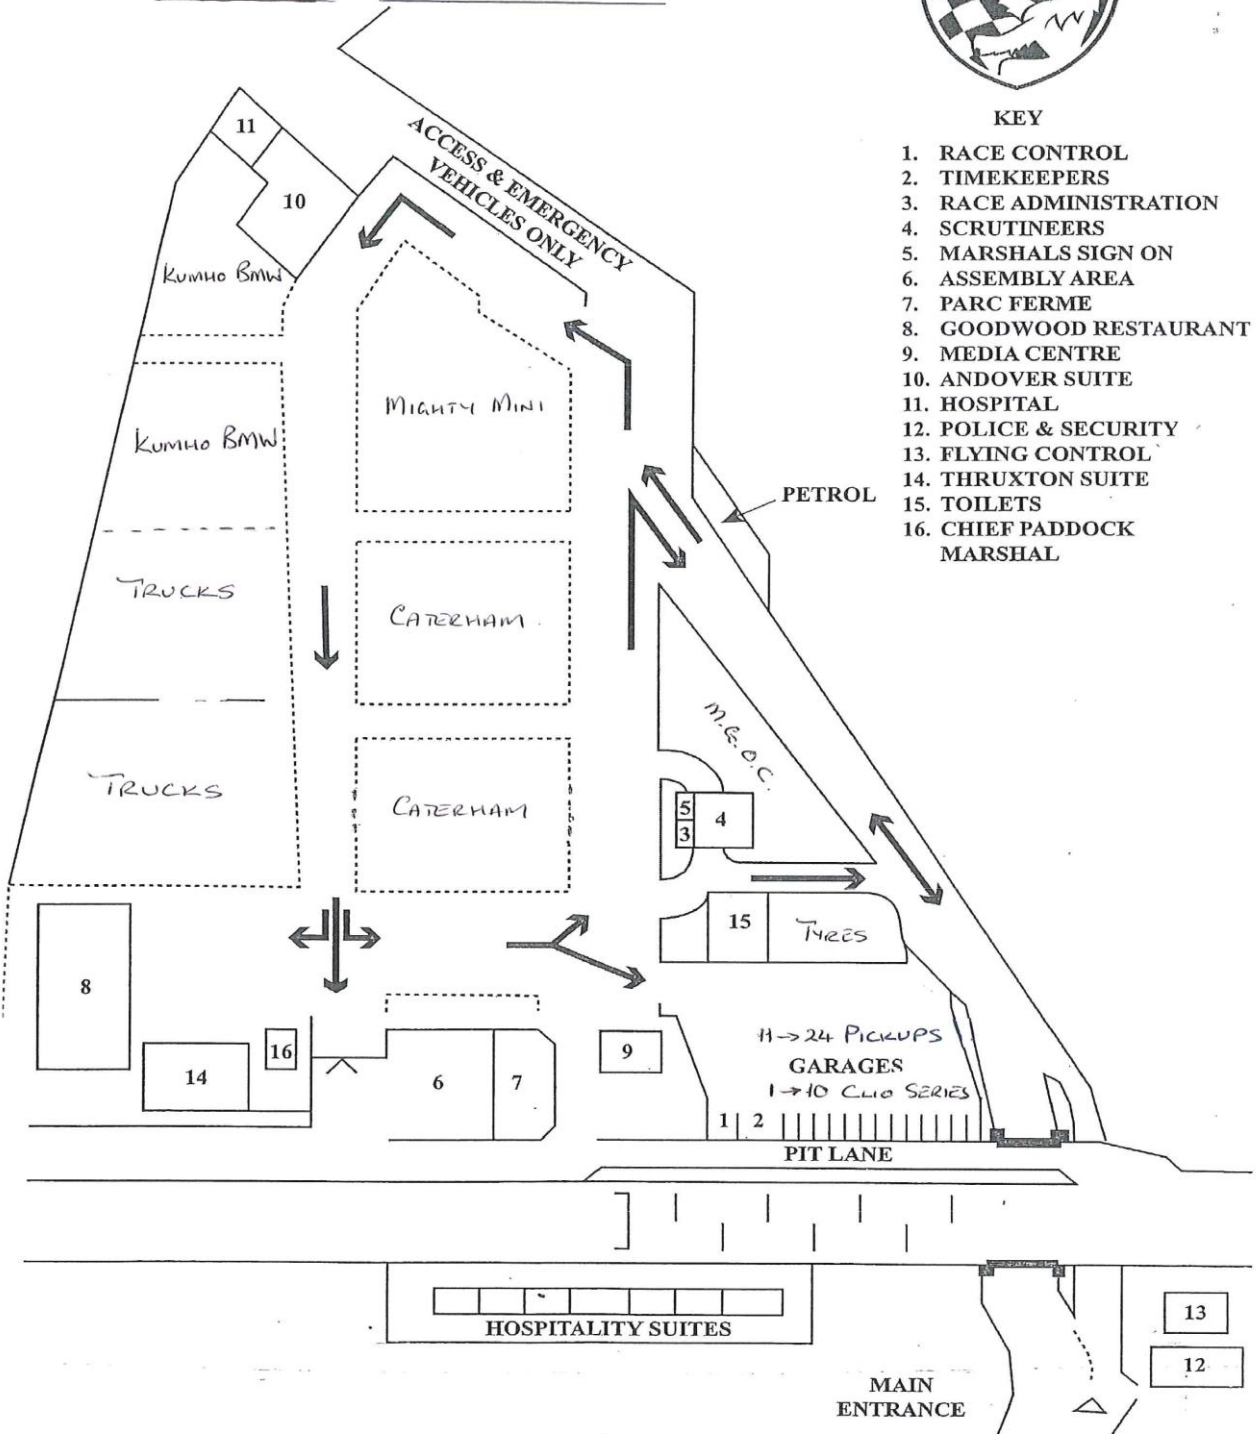 KEY
1. RACE CONTROL
2. TIMEKEEPERS
3. RACE ADMINISTRATION
4. SCRUTINEERS
5. MARSHALS SIGN ON
6. ASSEMBLY AREA
7. PARC FERME
8. GOODWOOD RESTAURANT
9. MEDIA CENTRE
10. ANDOVER SUITE
11. HOSPITAL
12. POLICE & SECURITY
13. FLYING CONTROL
14. THRUXTON SUITE
15. TOILETS
16. CHIEF PADDOCK
MARSHAL
ACCESS & EMERGENCY
VEHICLES ONLY
11
10
KUMHO BMW
MIGHTY MINI
KUMHO BMW
PETROL
TRUCKS
CATERHAM
M.G.O.C.
TRUCKS
CATERHAM
5
3
4
15
TYRES
8
14
16
6
7
9
11→24 PICKUPS
GARAGES
1→10 CLIO SERIES
1
2
PIT LANE
HOSPITALITY SUITES
13
12
MAIN
ENTRANCE